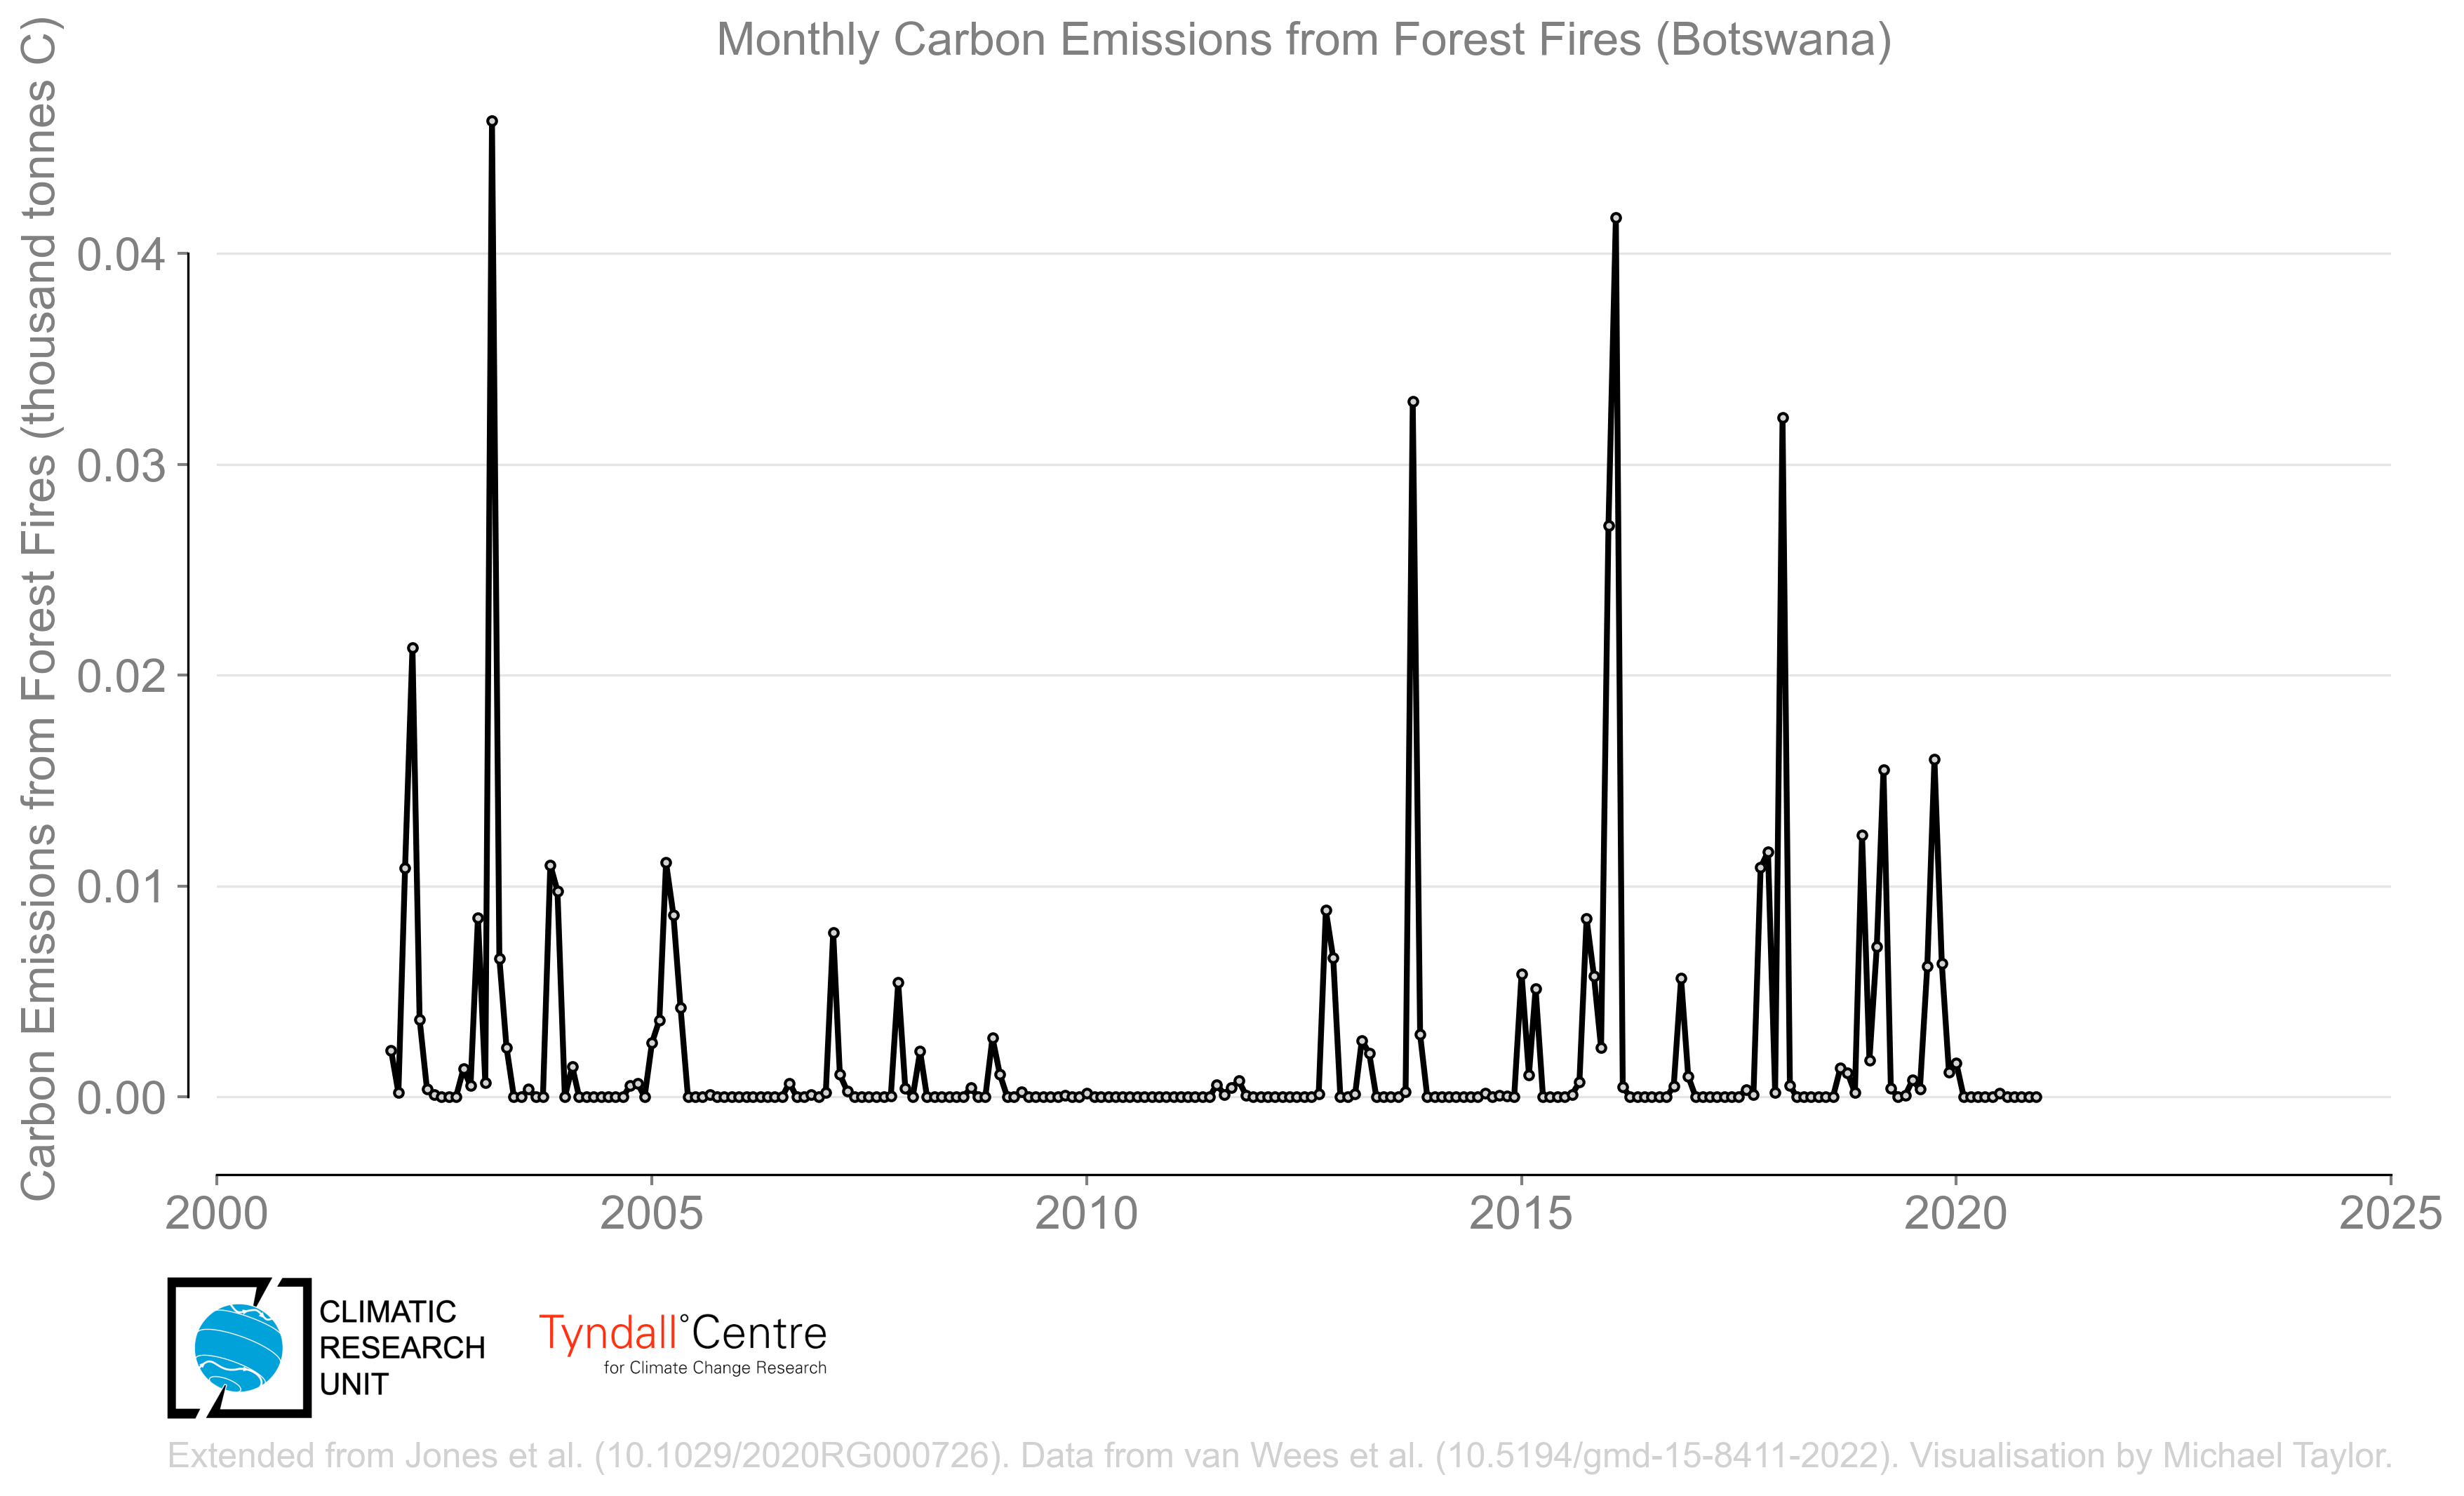 Monthly Carbon Emissions from Forest Fires (Botswana)
Carbon Emissions from Forest Fires (thousand tonnes C)
0.04
0.03
0.02
0.01
0.00
2000 2005 2010 2015 2020 2025
CLIMATIC
RESEARCH
UNIT
Tyndall°Centre
for Climate Change Research
Extended from Jones et al. (10.1029/2020RG000726). Data from van Wees et al. (10.5194/gmd-15-8411-2022). Visualisation by Michael Taylor.